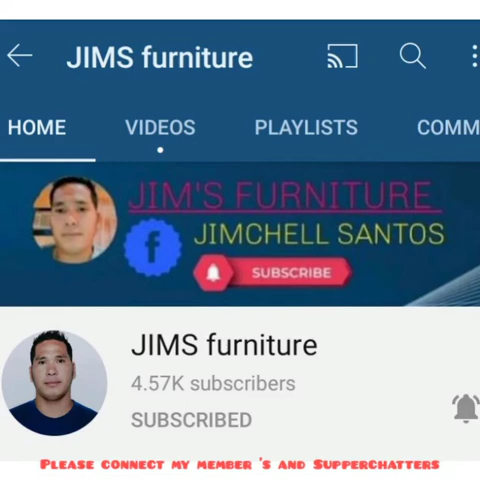 JIMS furniture
HOME VIDEOS PLAYLISTS COMM
JIM'S FURNITURE
f JIMCHELL SANTOS
SUBSCRIBE
JIMS furniture
4.57K subscribers
SUBSCRIBED
Please connect my member 's and Supperchatters